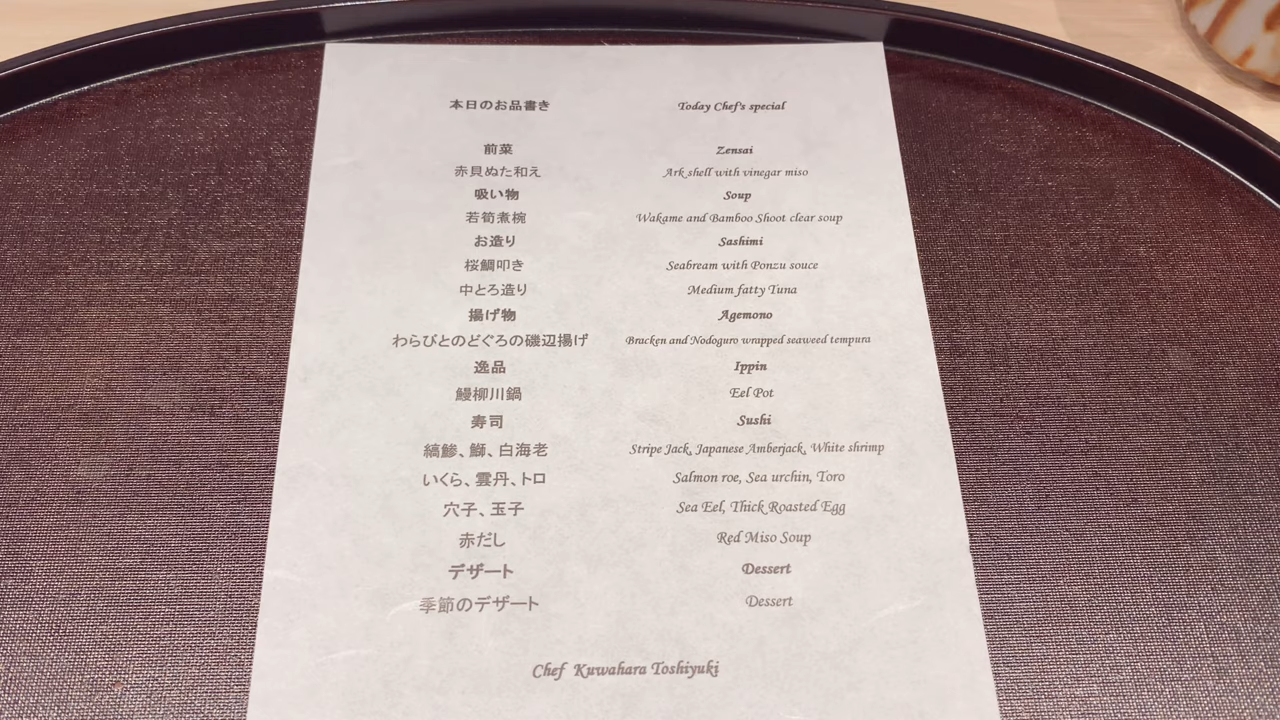 本日のお品書き Today Chef's special
前菜 Zensai
赤貝ぬた和え Ark shell with vinegar miso
吸い物 Soup
若筍煮椀 Wakame and Bamboo Shoot clear soup
お造り Sashimi
桜鯛叩き Seabream with Ponzu souce
中とろ造り Medium fatty Tuna
揚げ物 Agemono
わらびとのどぐろの磯辺揚げ Bracken and Nodoguro wrapped seaweed tempura
逸品 Ippin
鰻柳川鍋 Eel Pot
寿司 Sushi
縞鯵、鰤、白海老 Stripe Jack, Japanese Amberjack, White shrimp
いくら、雲丹、トロ Salmon roe, Sea urchin, Toro
穴子、玉子 Sea Eel, Thick Roasted Egg
赤だし Red Miso Soup
デザート Dessert
季節のデザート Dessert
Chef Kuwahara Toshiyuki